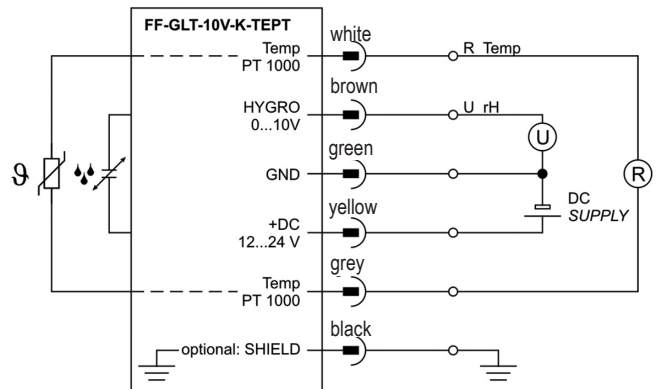 FF-GLT-10V-K-TEPT
Temp
PT 1000
white
R Temp
HYGRO
0...10V
brown
U rH
U
GND
green
R
ϑ
DC
SUPPLY
+DC
12...24 V
yellow
Temp
PT 1000
grey
optional: SHIELD
black